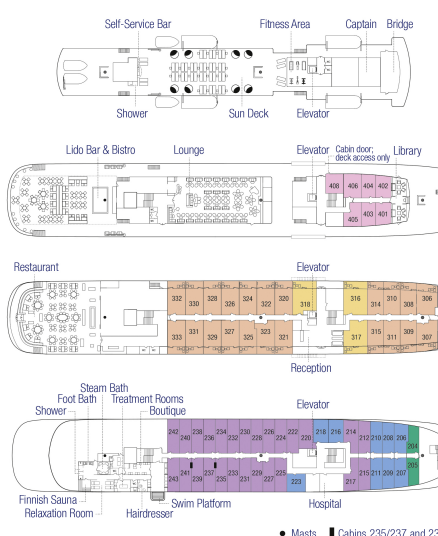 Self-Service Bar Fitness Area Captain Bridge
Shower Sun Deck Elevator
Lido Bar & Bistro Lounge Elevator Cabin door; Library
deck access only
408 406 404 402
405 403 401
Restaurant Elevator
332 330 328 326 324 322 320 318 316 314 310 308 306
333 331 329 327 325 323 321 317 315 311 309 307
Reception
Steam Bath
Foot Bath Treatment Rooms
Shower Boutique Elevator
242 240 238 236 234 232 230 228 226 224 222 220 218 216 214 212 210 208 206 204
243 241 239 237 235 233 231 229 227 225 223 217 215 211 209 207 205
Finnish Sauna Swim Platform
Relaxation Room Hairdresser Hospital
Masts Cabins 235/237 and 23